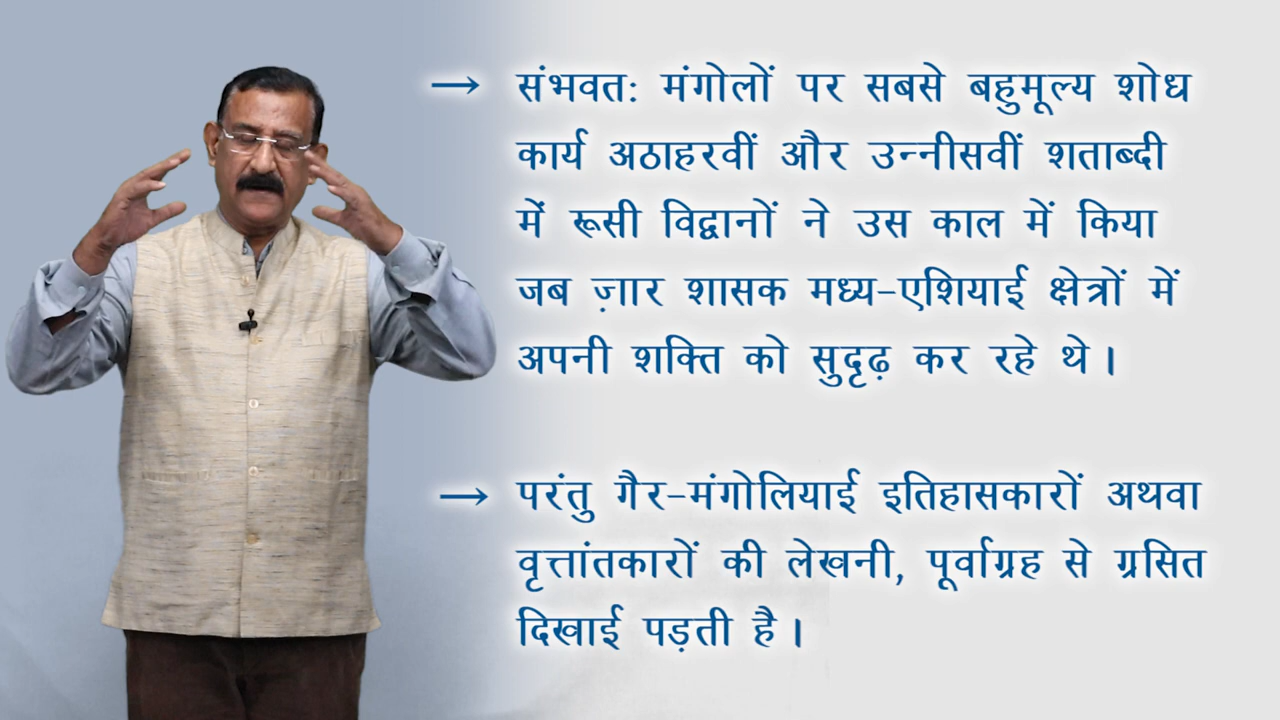 → संभवत: मंगोलों पर सबसे बहुमूल्य शोध
कार्य अठाहरवीं और उन्नीसवीं शताब्दी
में रूसी विद्वानों ने उस काल में किया
जब ज़ार शासक मध्य-एशियाई क्षेत्रों में
अपनी शक्ति को सुदृढ़ कर रहे थे।
→ परंतु गैर-मंगोलियाई इतिहासकारों अथवा
वृत्तांतकारों की लेखनी, पूर्वाग्रह से ग्रसित
दिखाई पड़ती है।